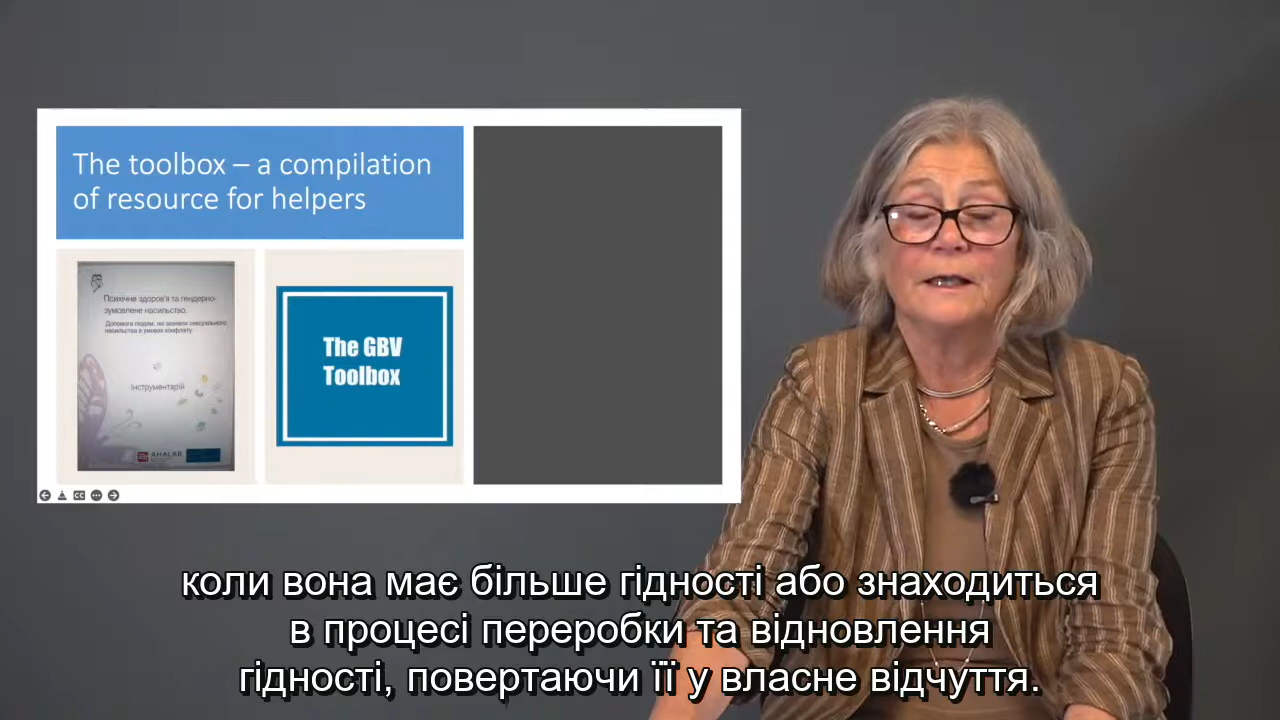 The toolbox – a compilation
of resource for helpers
Психічне здоров'я та гендерно-
зумовлене насильство.
Допомога людям, які зазнали сексуального
насильства в умовах конфлікту
Інструментарій
AHALAR
The GBV
Toolbox
CC
коли вона має більше гідності або знаходиться
в процесі переробки та відновлення
гідності, повертаючи її у власне відчуття.